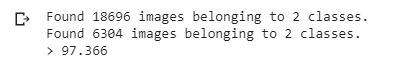 Found 18696 images belonging to 2 classes.
Found 6304 images belonging to 2 classes.
> 97.366